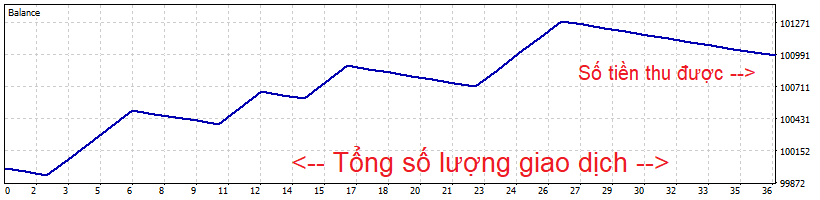 Balance
101271
100991
Số tiền thu được -->
100711
100431
<-- Tổng số lượng giao dịch -->
100152
99872
0 2 3 5 6 8 9 11 12 14 15 17 18 20 21 23 24 26 27 29 30 32 33 35 36